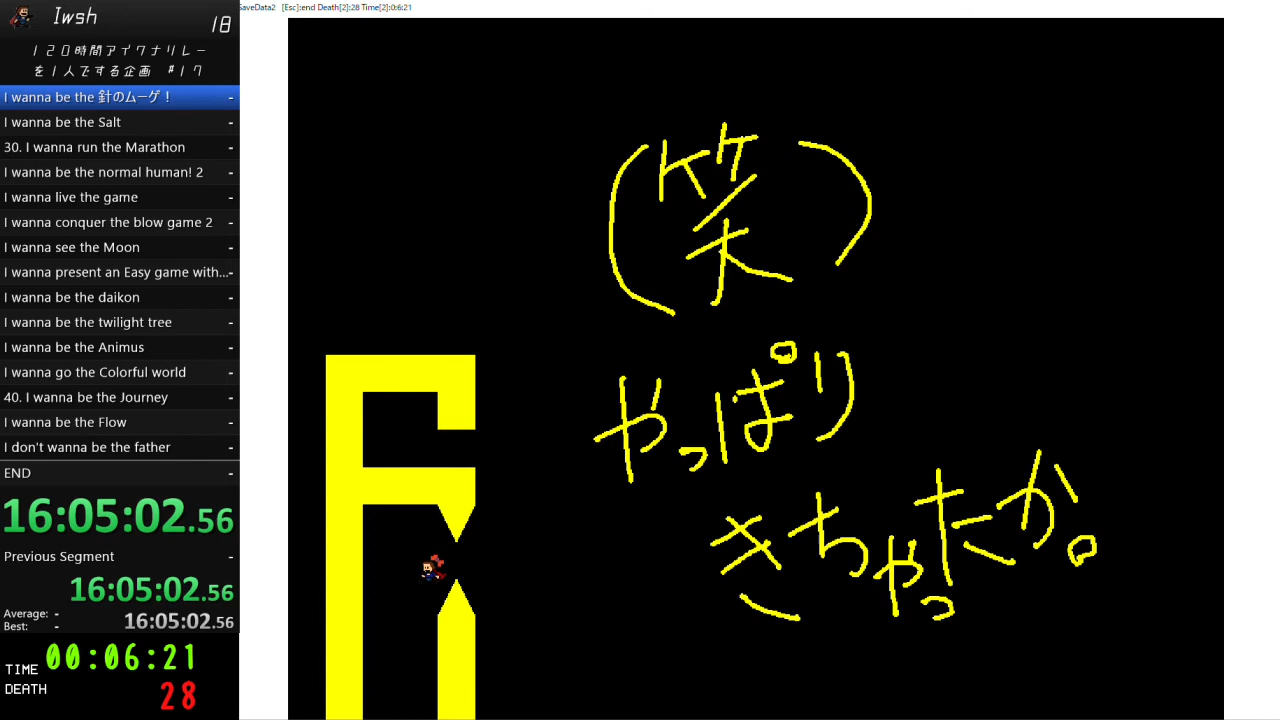 SaveData2 [Esc]:end Death[2]:28 Time[2]:0:6:21
Iwsh
18
120時間アイワナリレー
を1人でする企画 #17
I wanna be the 針のムーゲ! -
I wanna be the Salt -
30. I wanna run the Marathon -
I wanna be the normal human! 2 -
I wanna live the game -
I wanna conquer the blow game 2 -
I wanna see the Moon -
I wanna present an Easy game with... -
I wanna be the daikon -
I wanna be the twilight tree -
I wanna be the Animus -
I wanna go the Colorful world -
40. I wanna be the Journey -
I wanna be the Flow -
I don't wanna be the father -
END -
16:05:02.56
Previous Segment -
16:05:02.56
Average: -
Best: -
16:05:02.56
TIME 00:06:21
DEATH 28
(笑)
やっぱり
きちゃったか。